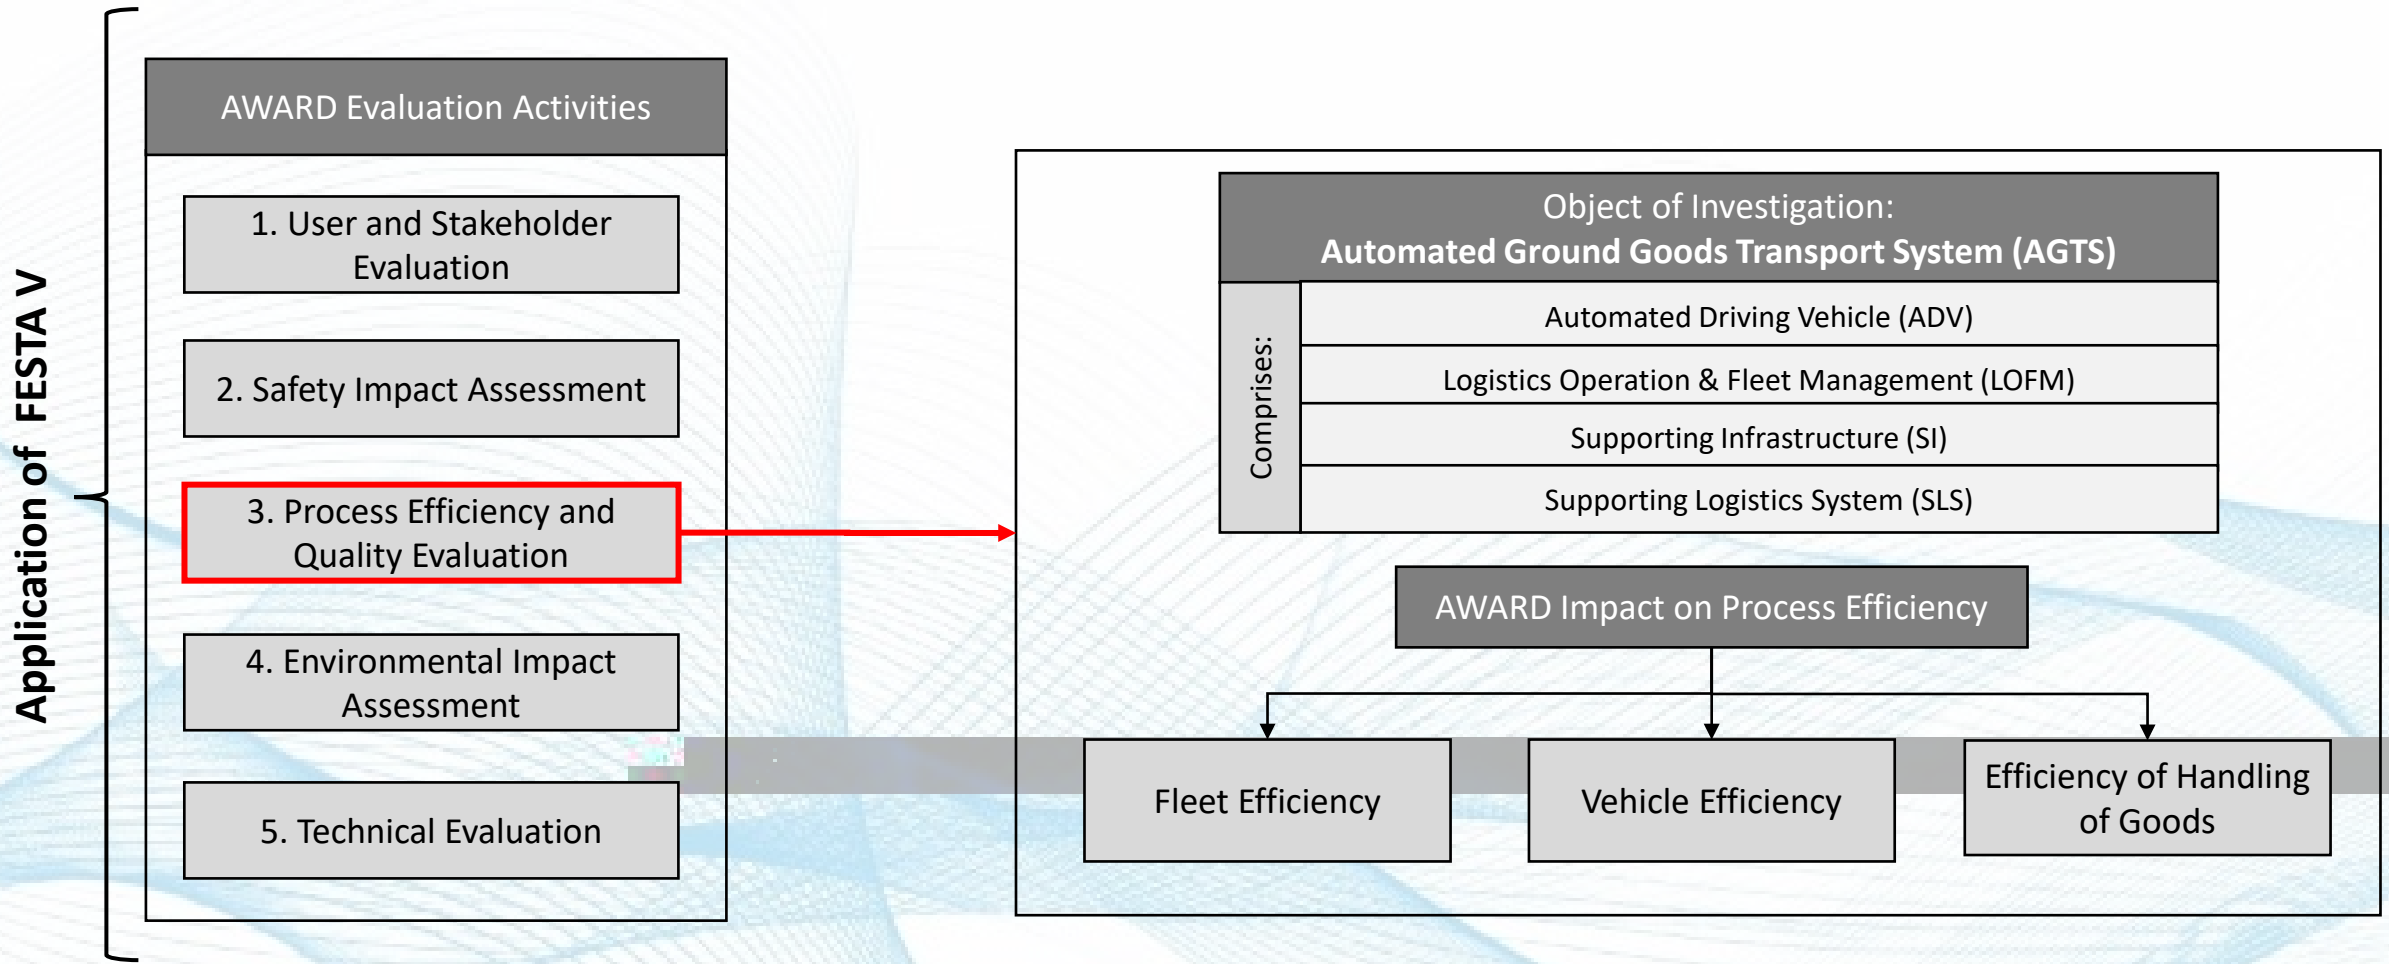 Application of FESTA V
AWARD Evaluation Activities
1. User and Stakeholder
Evaluation
2. Safety Impact Assessment
3. Process Efficiency and
Quality Evaluation
4. Environmental Impact
Assessment
5. Technical Evaluation
Object of Investigation:
Automated Ground Goods Transport System (AGTS)
Comprises:
Automated Driving Vehicle (ADV)
Logistics Operation & Fleet Management (LOFM)
Supporting Infrastructure (SI)
Supporting Logistics System (SLS)
AWARD Impact on Process Efficiency
Fleet Efficiency
Vehicle Efficiency
Efficiency of Handling
of Goods